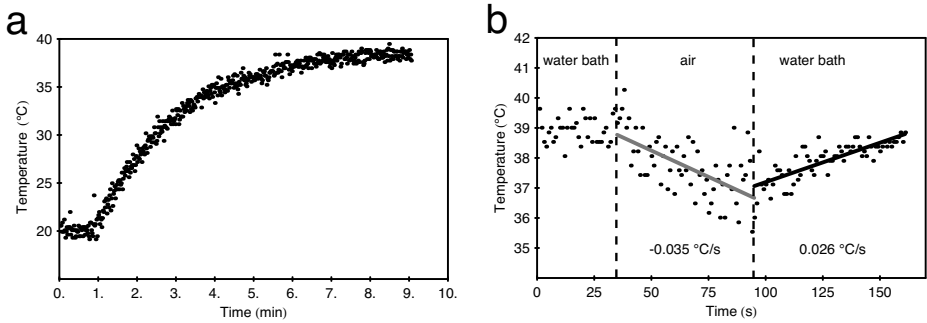 a
40
35
30
25
20
Temperature (°C)
0. 1. 2. 3. 4. 5. 6. 7. 8. 9. 10.
Time (min)
b
42
41
40
39
38
37
36
35
Temperature (°C)
water bath air water bath
-0.035 °C/s 0.026 °C/s
0 25 50 75 100 125 150
Time (s)